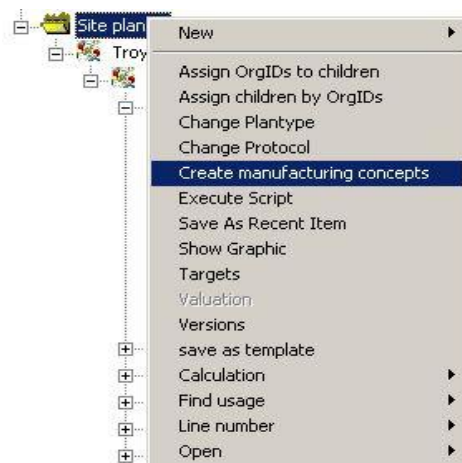 Site plan
Troy
New
Assign OrgIDs to children
Assign children by OrgIDs
Change Plantype
Change Protocol
Create manufacturing concepts
Execute Script
Save As Recent Item
Show Graphic
Targets
Valuation
Versions
save as template
Calculation
Find usage
Line number
Open